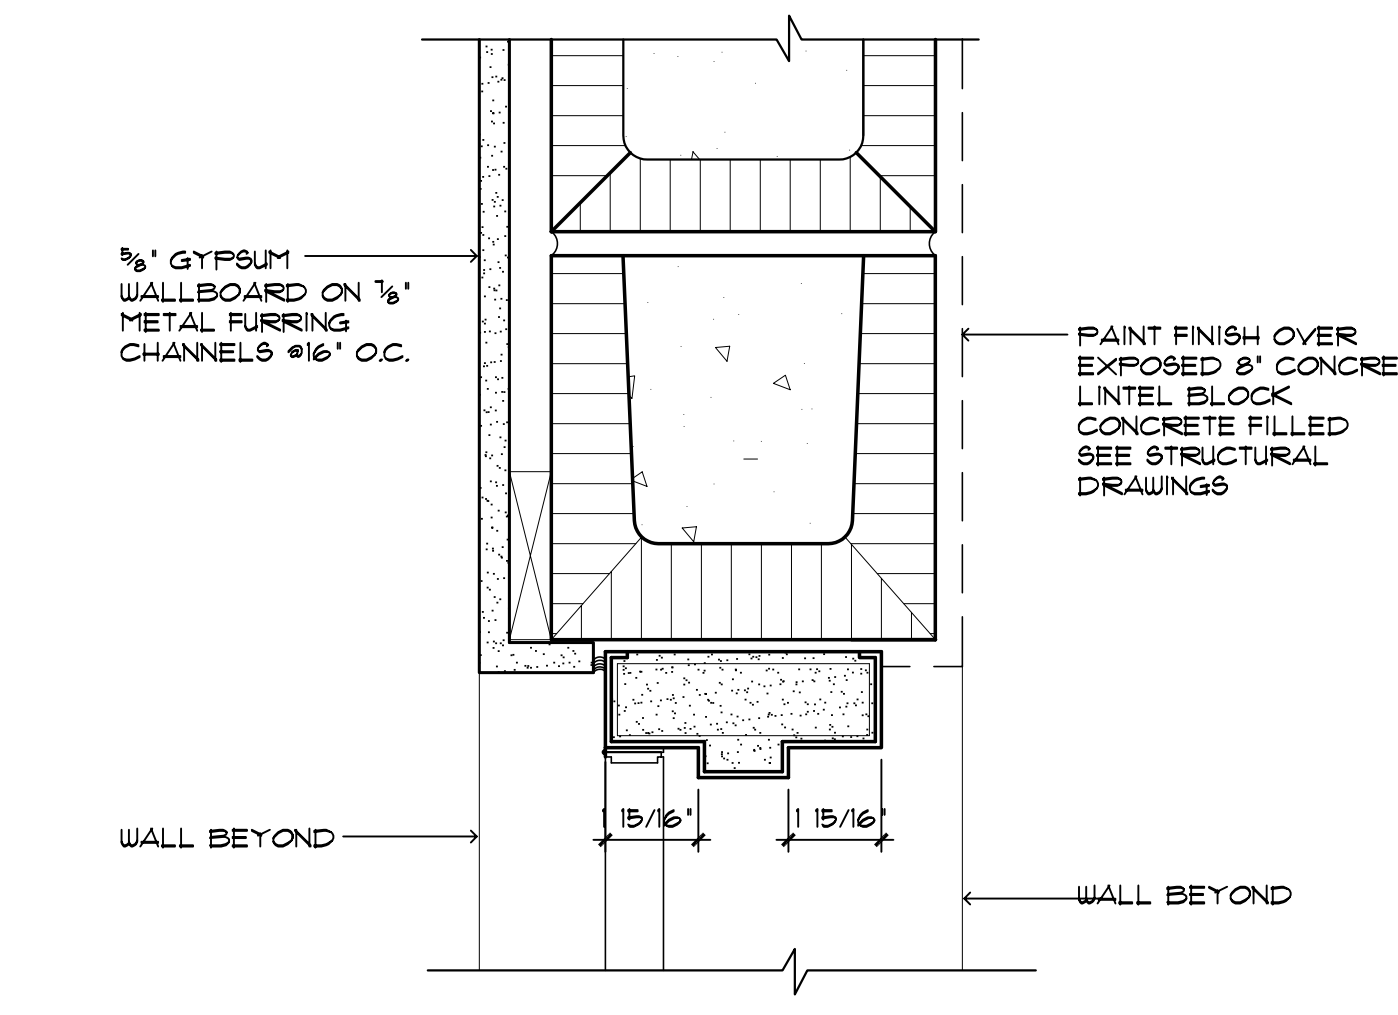 5/8" GYPSUM
WALLBOARD ON 7/8"
METAL FURRING
CHANNELS @16" O.C.
PAINT FINISH OVER
EXPOSED 8" CONCRE
LINTEL BLOCK
CONCRETE FILLED
SEE STRUCTURAL
DRAWINGS
1 15/16"
1 15/16"
WALL BEYOND
WALL BEYOND